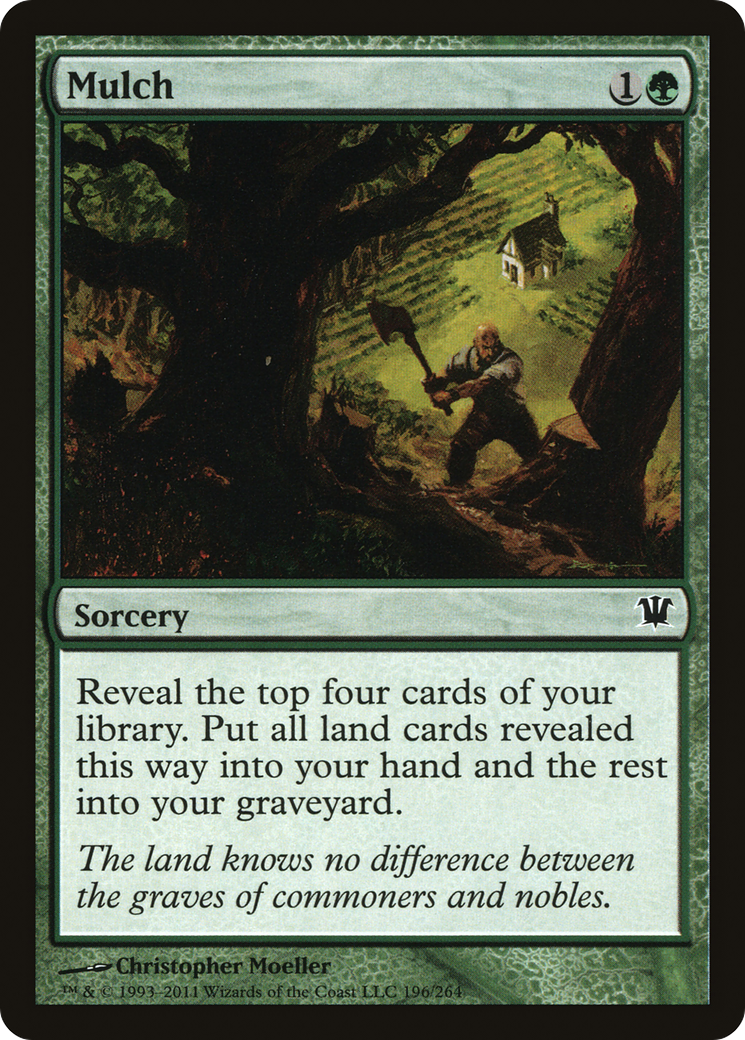 Mulch
1
Sorcery
Reveal the top four cards of your
library. Put all land cards revealed
this way into your hand and the rest
into your graveyard.
The land knows no difference between
the graves of commoners and nobles.
Christopher Moeller
™ & © 1993–2011 Wizards of the Coast LLC 196/264